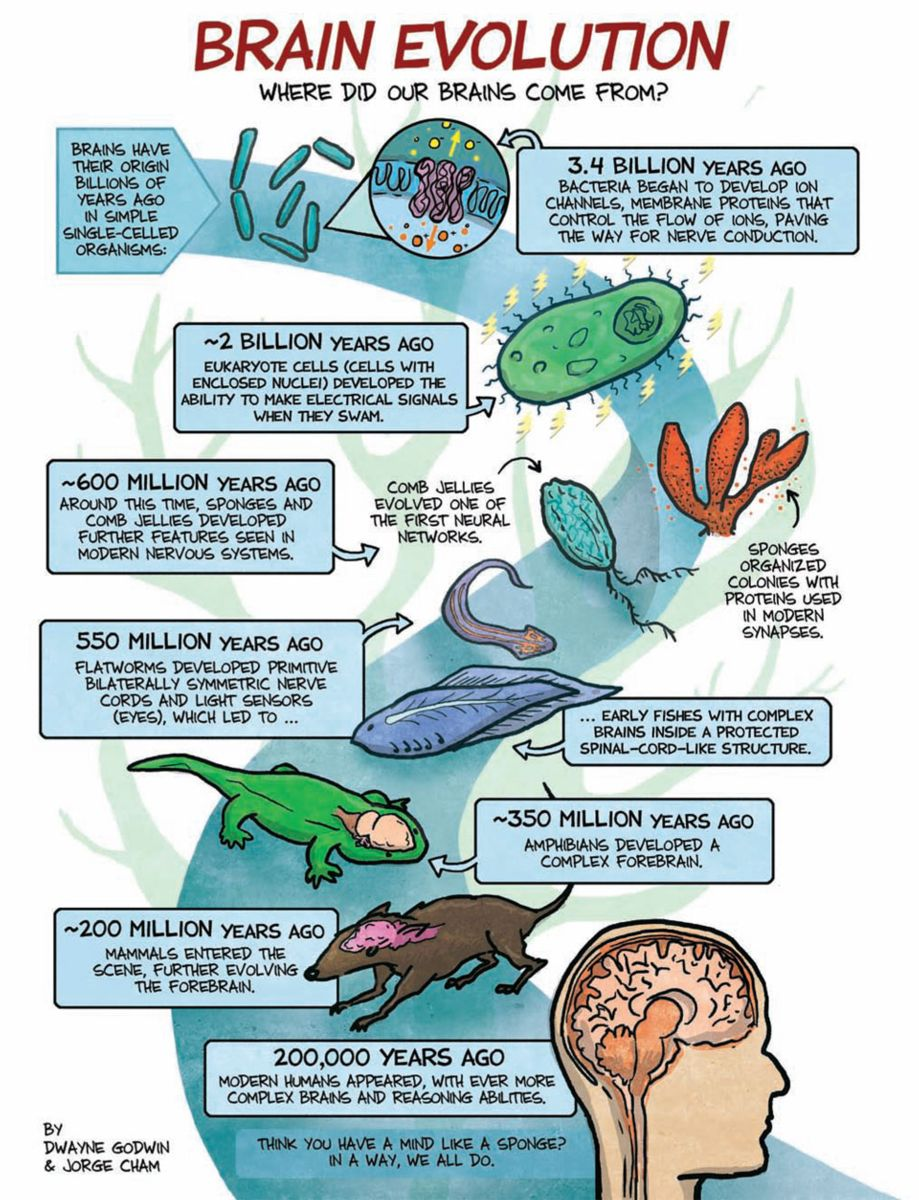 BRAIN EVOLUTION
WHERE DID OUR BRAINS COME FROM?
BRAINS HAVE
THEIR ORIGIN
BILLIONS OF
YEARS AGO
IN SIMPLE
SINGLE-CELLED
ORGANISMS:
3.4 BILLION YEARS AGO
BACTERIA BEGAN TO DEVELOP ION
CHANNELS, MEMBRANE PROTEINS THAT
CONTROL THE FLOW OF IONS, PAVING
THE WAY FOR NERVE CONDUCTION.
~2 BILLION YEARS AGO
EUKARYOTE CELLS (CELLS WITH
ENCLOSED NUCLEI) DEVELOPED THE
ABILITY TO MAKE ELECTRICAL SIGNALS
WHEN THEY SWAM.
~600 MILLION YEARS AGO
AROUND THIS TIME, SPONGES AND
COMB JELLIES DEVELOPED
FURTHER FEATURES SEEN IN
MODERN NERVOUS SYSTEMS.
COMB JELLIES
EVOLVED ONE OF
THE FIRST NEURAL
NETWORKS.
SPONGES
ORGANIZED
COLONIES WITH
PROTEINS USED
IN MODERN
SYNAPSES.
550 MILLION YEARS AGO
FLATWORMS DEVELOPED PRIMITIVE
BILATERALLY SYMMETRIC NERVE
CORDS AND LIGHT SENSORS
(EYES), WHICH LED TO ...
... EARLY FISHES WITH COMPLEX
BRAINS INSIDE A PROTECTED
SPINAL-CORD-LIKE STRUCTURE.
~350 MILLION YEARS AGO
AMPHIBIANS DEVELOPED A
COMPLEX FOREBRAIN.
~200 MILLION YEARS AGO
MAMMALS ENTERED THE
SCENE, FURTHER EVOLVING
THE FOREBRAIN.
200,000 YEARS AGO
MODERN HUMANS APPEARED, WITH EVER MORE
COMPLEX BRAINS AND REASONING ABILITIES.
THINK YOU HAVE A MIND LIKE A SPONGE?
IN A WAY, WE ALL DO.
BY
DWAYNE GODWIN
& JORGE CHAM